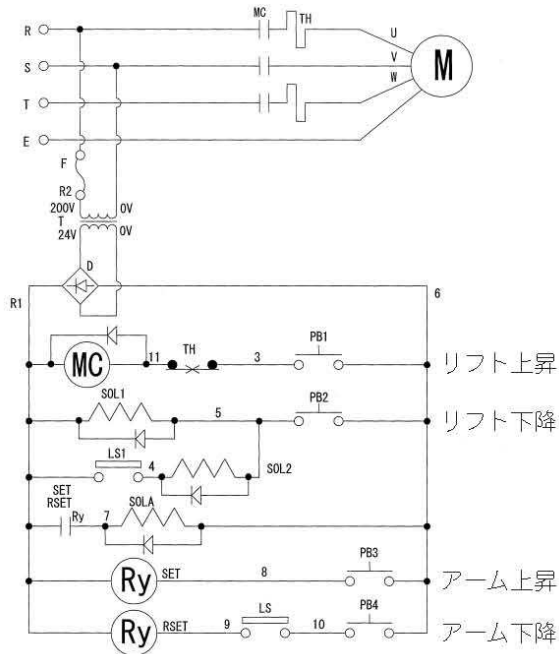 R
MC
TH
U
S
V
M
W
T
E
F
R2
200V
0V
T
24V
0V
D
R1
6
MC
11
TH
3
PB1
リフト上昇
SOL1
5
PB2
リフト下降
LS1
4
SOL2
SET
RSET
Ry
7
SOLA
Ry
SET
8
PB3
アーム上昇
Ry
RSET
9
LS
10
PB4
アーム下降